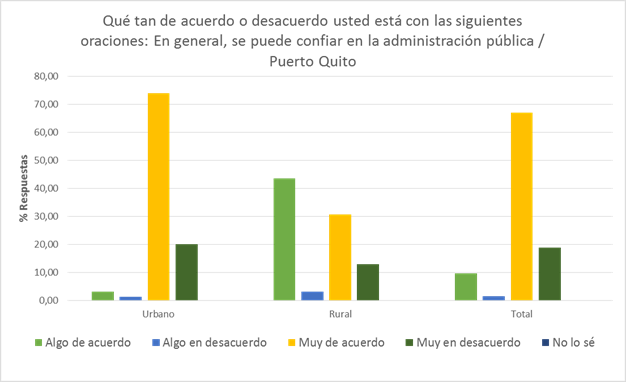 Qué tan de acuerdo o desacuerdo usted está con las siguientes
oraciones: En general, se puede confiar en la administración pública /
Puerto Quito
80,00
70,00
60,00
50,00
40,00
30,00
20,00
10,00
0,00
% Respuestas
Urbano Rural Total
Algo de acuerdo Algo en desacuerdo Muy de acuerdo Muy en desacuerdo No lo sé